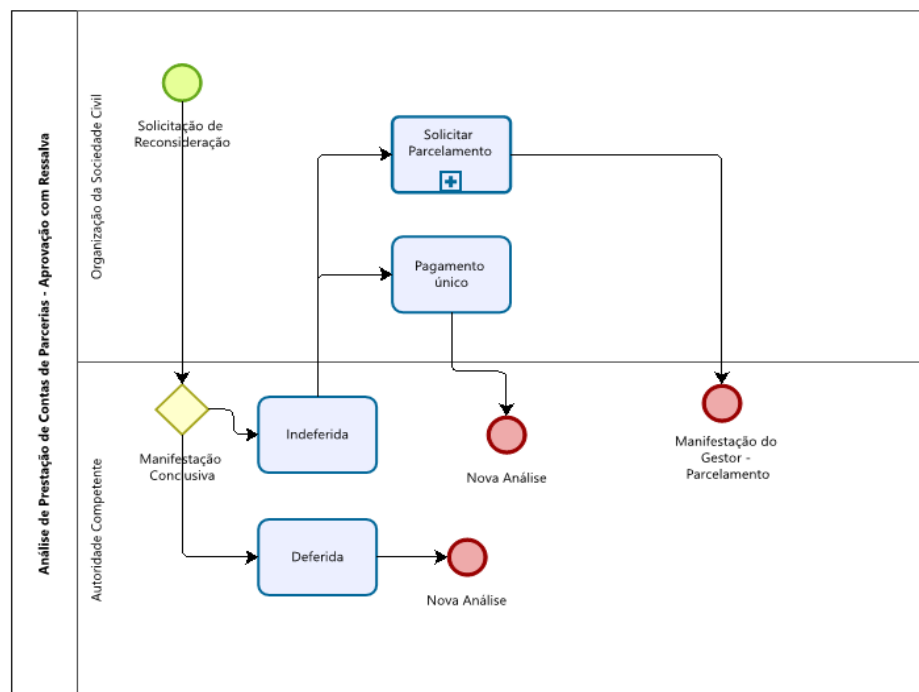 Análise de Prestação de Contas de Parcerias - Aprovação com Ressalva
Organização da Sociedade Civil
Solicitação de
Reconsideração
Solicitar
Parcelamento
Pagamento
único
Autoridade Competente
Manifestação
Conclusiva
Indeferida
Nova Análise
Manifestação do
Gestor -
Parcelamento
Deferida
Nova Análise